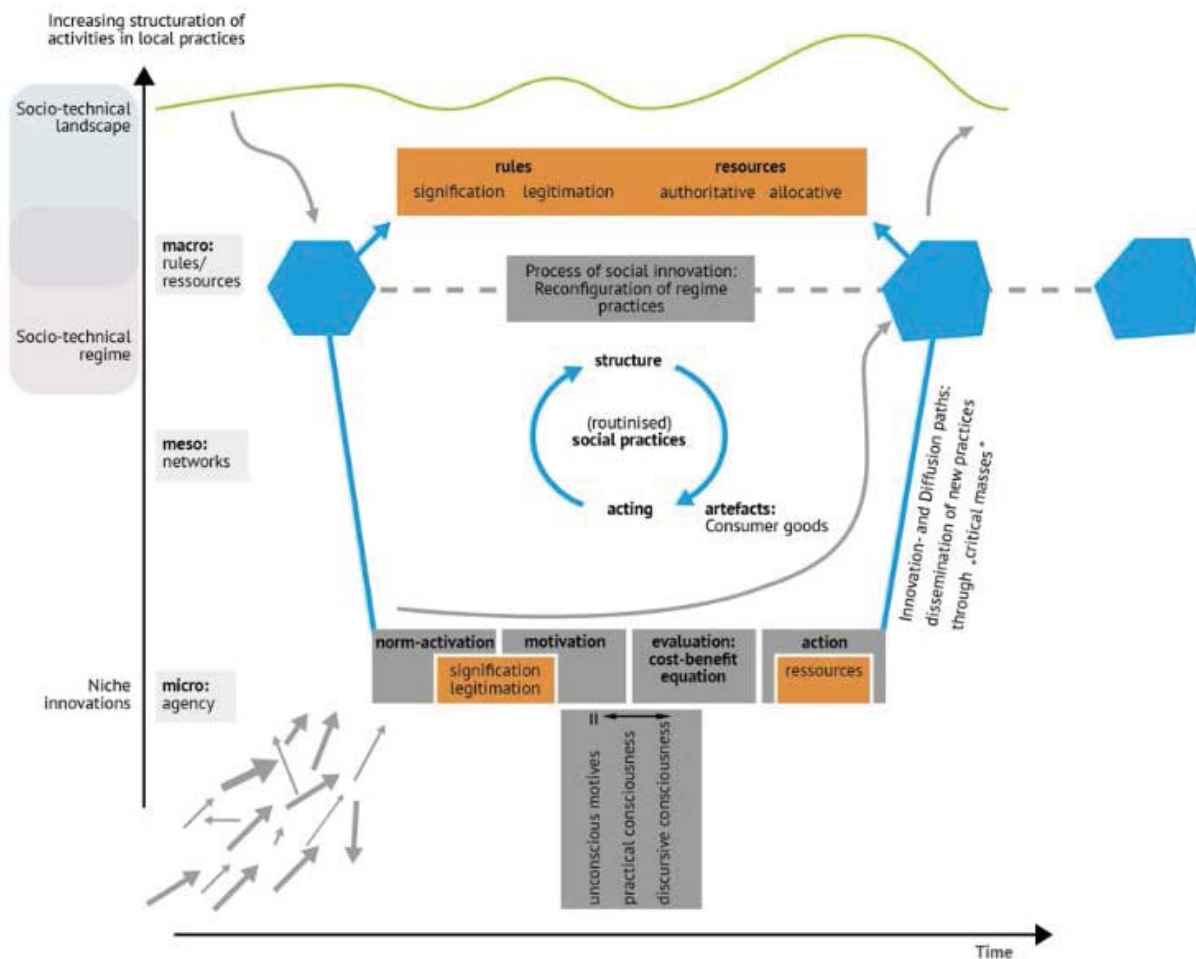 Increasing structuration of
activities in local practices
Socio-technical
landscape
rules
resources
signification
legitimation
authoritative
allocative
macro:
rules/
ressources
Process of social innovation:
Reconfiguration of regime
practices
Socio-technical
regime
structure
(routinised)
social practices
meso:
networks
acting
artefacts:
Consumer goods
Innovation- and Diffusion paths:
dissemination of new practices
through „critical masses“
norm-activation
motivation
evaluation:
cost-benefit
equation
action
signification
legitimation
ressources
Niche
innovations
micro:
agency
=
unconscious motives
practical consciousness
discursive consciousness
Time